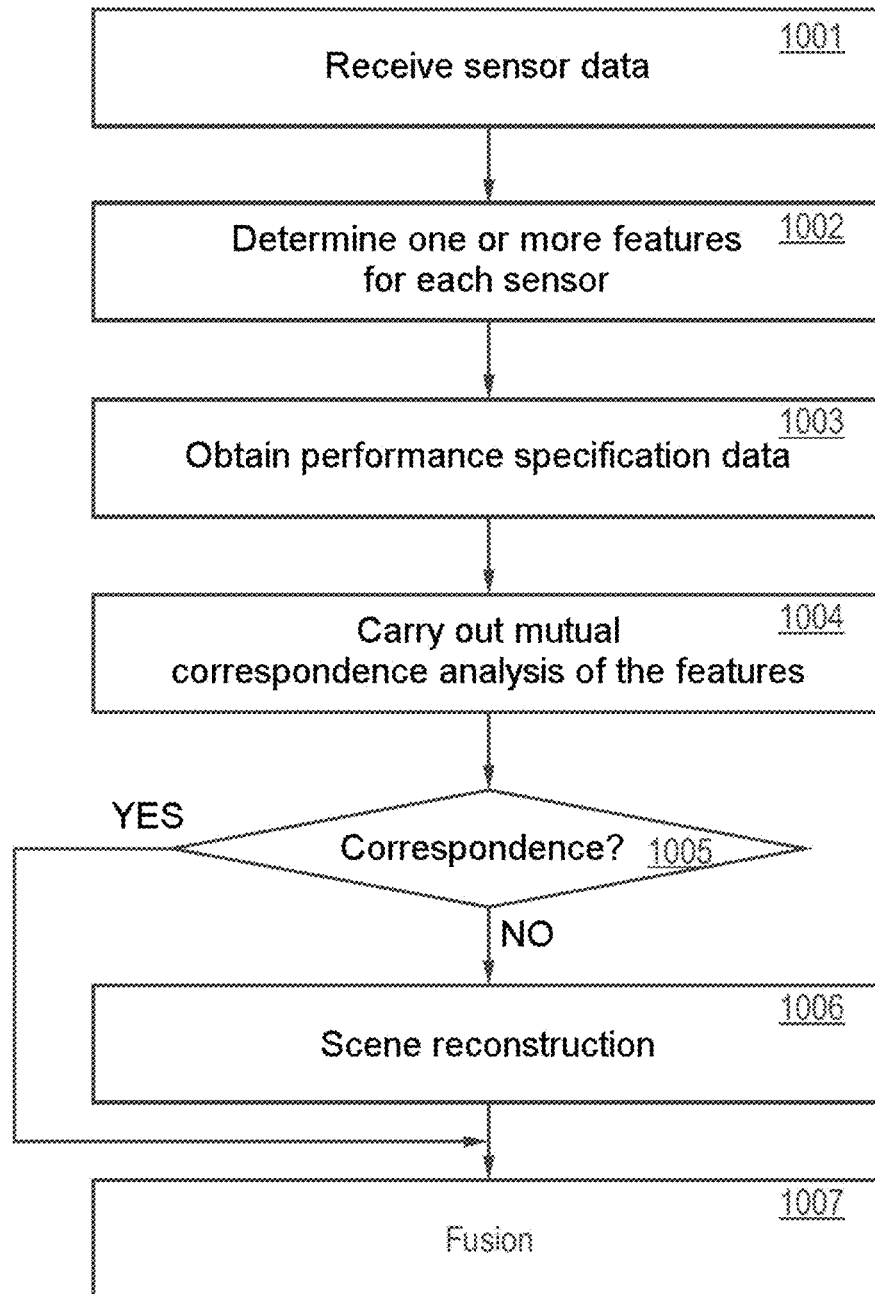 1001
Receive sensor data
1002
Determine one or more features
for each sensor
1003
Obtain performance specification data
1004
Carry out mutual
correspondence analysis of the features
YES
Correspondence? 1005
NO
1006
Scene reconstruction
1007
Fusion